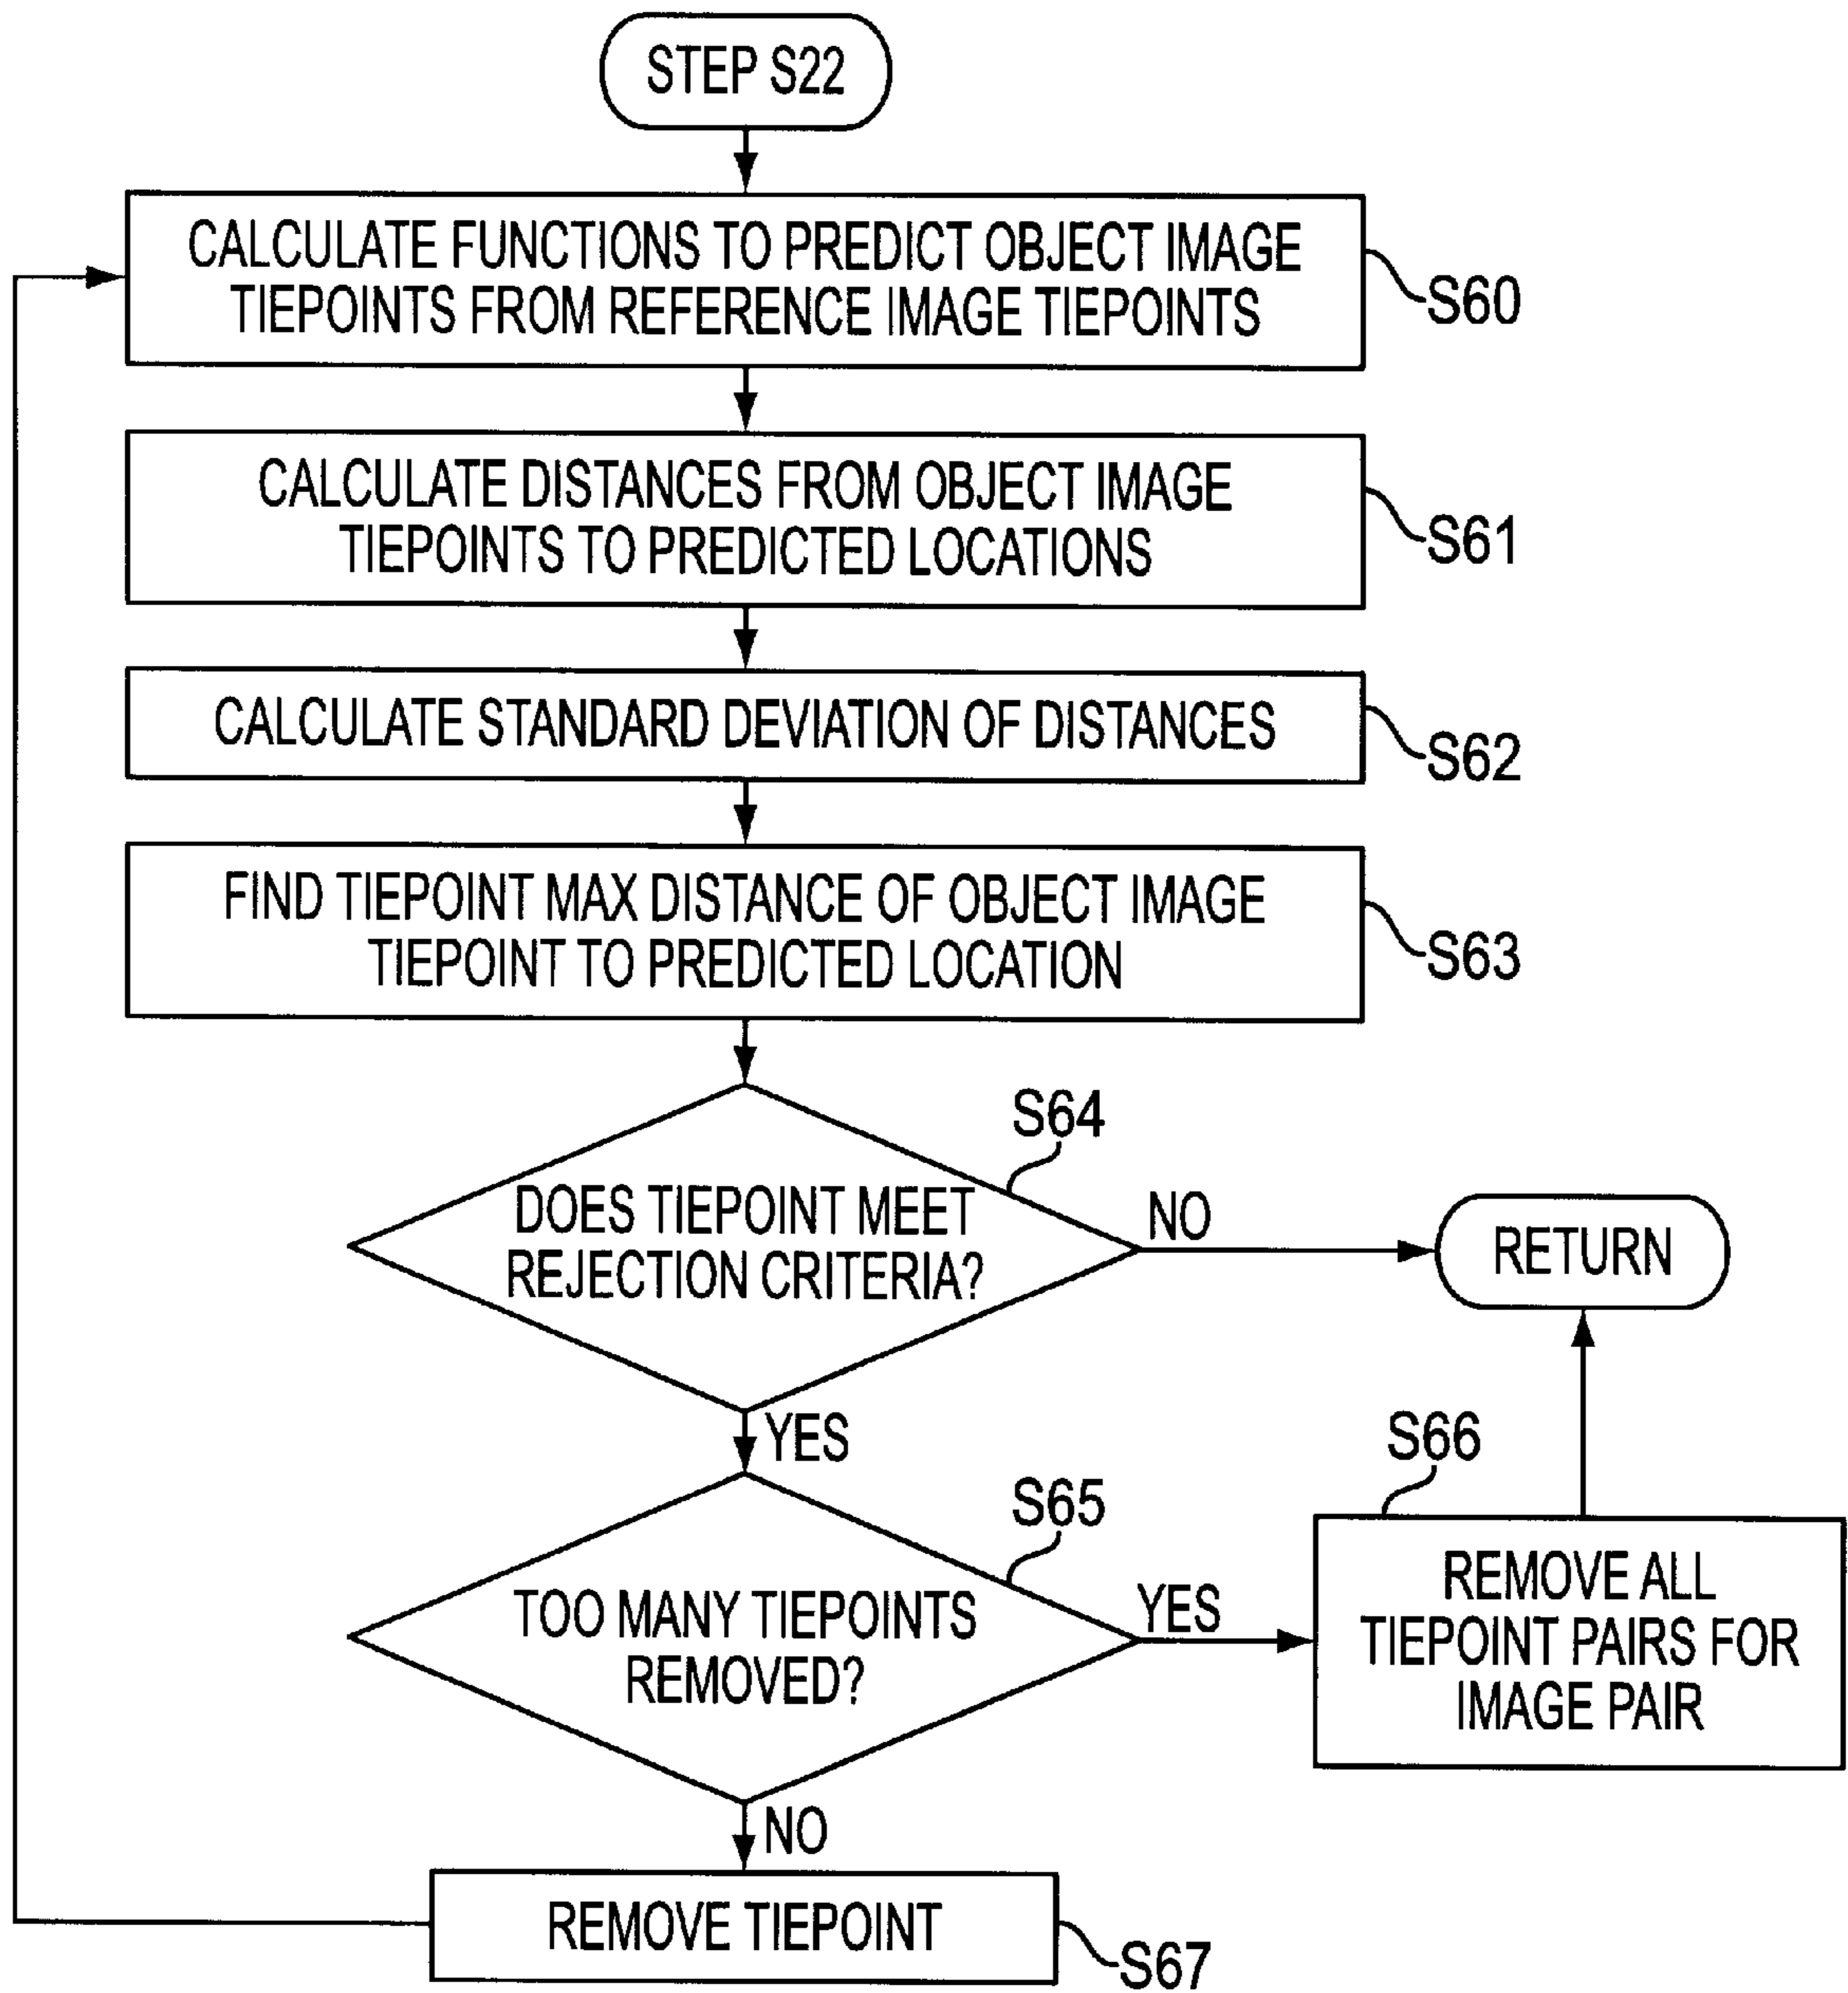 STEP S22
CALCULATE FUNCTIONS TO PREDICT OBJECT IMAGE
TIEPOINTS FROM REFERENCE IMAGE TIEPOINTS
S60
CALCULATE DISTANCES FROM OBJECT IMAGE
TIEPOINTS TO PREDICTED LOCATIONS
S61
CALCULATE STANDARD DEVIATION OF DISTANCES
S62
FIND TIEPOINT MAX DISTANCE OF OBJECT IMAGE
TIEPOINT TO PREDICTED LOCATION
S63
S64
DOES TIEPOINT MEET
REJECTION CRITERIA?
NO
RETURN
YES
S65
TOO MANY TIEPOINTS
REMOVED?
YES
S66
REMOVE ALL
TIEPOINT PAIRS FOR
IMAGE PAIR
NO
REMOVE TIEPOINT
S67